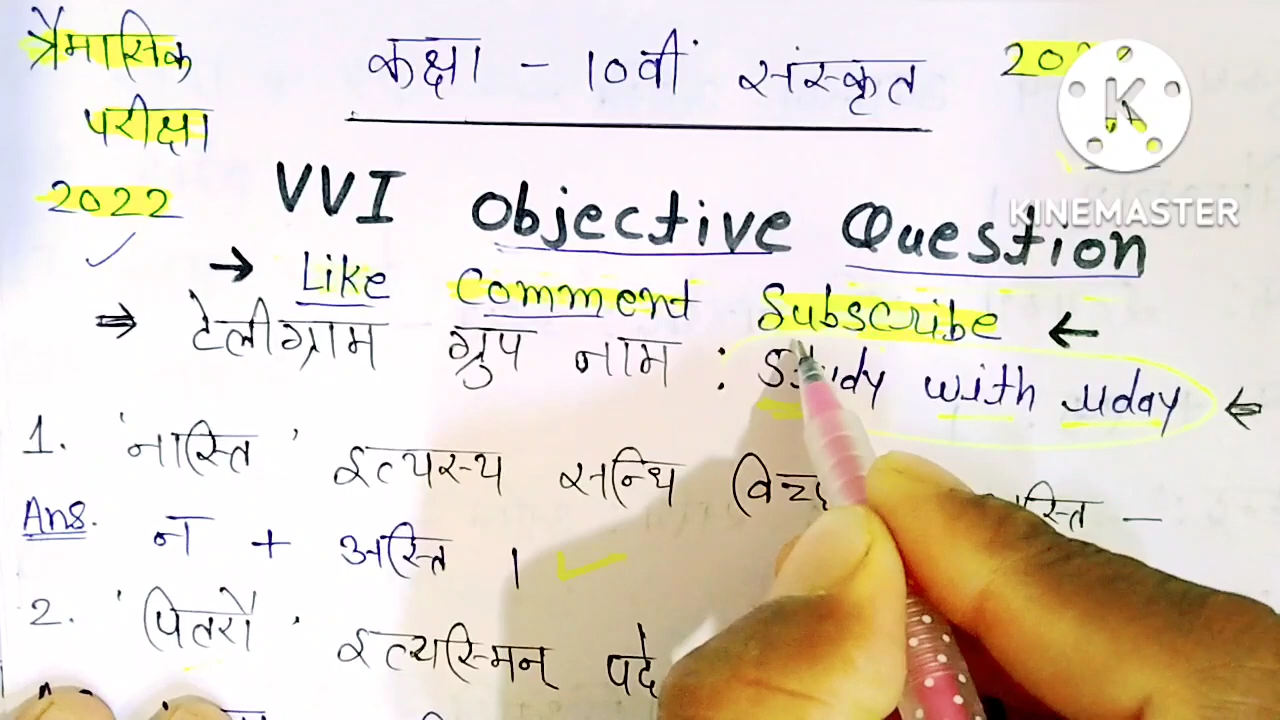 त्रैमासिक
परीक्षा
2022
कक्षा - 10वीं संस्कृत
KINEMASTER
VVI Objective Question
→ Like Comment Subscribe ←
⇒ टेलीग्राम ग्रुप नाम : Study with uday ⇐
1. 'नास्ति' इत्यस्य सन्धि
Ans. न + अस्ति ।
2. 'पितरौ' इत्यस्मिन् पदे